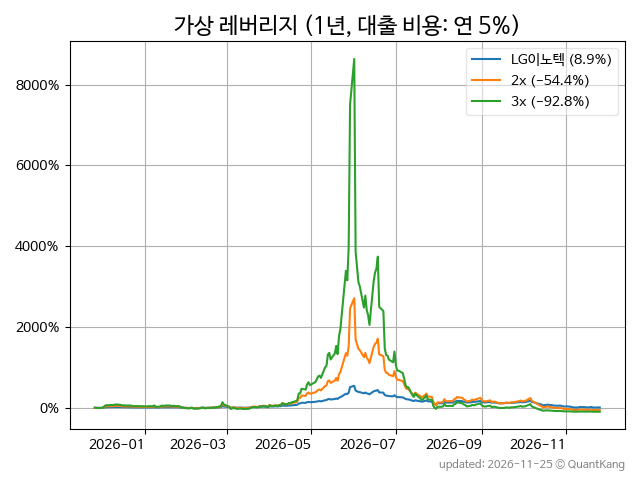 가상 레버리지 (1년, 대출 비용: 연 5%)
LG이노텍 (8.9%)
2x (−54.4%)
3x (−92.8%)
8000%
6000%
4000%
2000%
0%
2026-01 2026-03 2026-05 2026-07 2026-09 2026-11
updated: 2026-11-25 © QuantKang